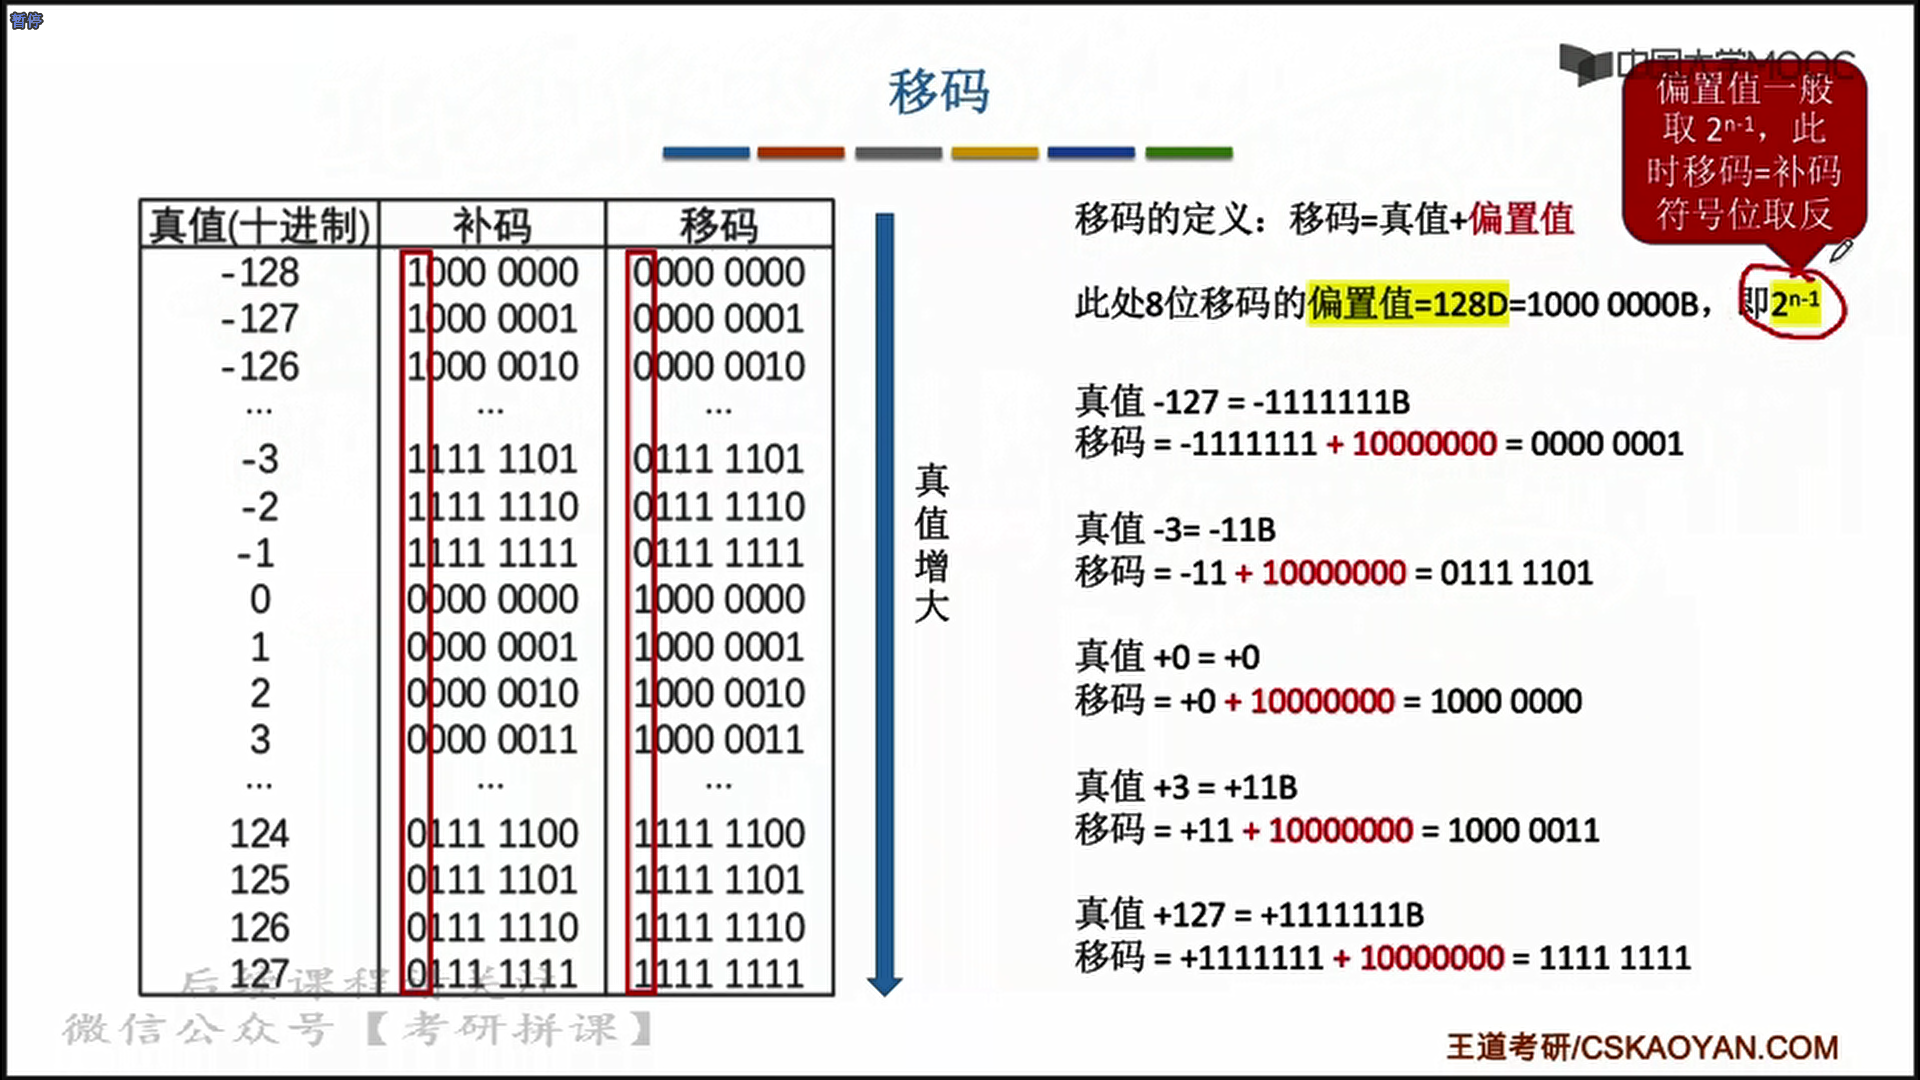 暂停
中国大学MOOC
移码
偏置值一般
取 2ⁿ⁻¹，此
时移码=补码
符号位取反
真值(十进制) 补码 移码
-128 1000 0000 0000 0000
-127 1000 0001 0000 0001
-126 1000 0010 0000 0010
... ... ...
-3 1111 1101 0111 1101
-2 1111 1110 0111 1110
-1 1111 1111 0111 1111
0 0000 0000 1000 0000
1 0000 0001 1000 0001
2 0000 0010 1000 0010
3 0000 0011 1000 0011
... ... ...
124 0111 1100 1111 1100
125 0111 1101 1111 1101
126 0111 1110 1111 1110
127 0111 1111 1111 1111
真
值
增
大
移码的定义：移码=真值+偏置值
此处8位移码的偏置值=128D=1000 0000B，即2ⁿ⁻¹
真值 -127 = -1111111B
移码 = -1111111 + 10000000 = 0000 0001
真值 -3= -11B
移码 = -11 + 10000000 = 0111 1101
真值 +0 = +0
移码 = +0 + 10000000 = 1000 0000
真值 +3 = +11B
移码 = +11 + 10000000 = 1000 0011
真值 +127 = +1111111B
移码 = +1111111 + 10000000 = 1111 1111
后续课程
微信公众号【考研拼课】
王道考研/CSKAOYAN.COM